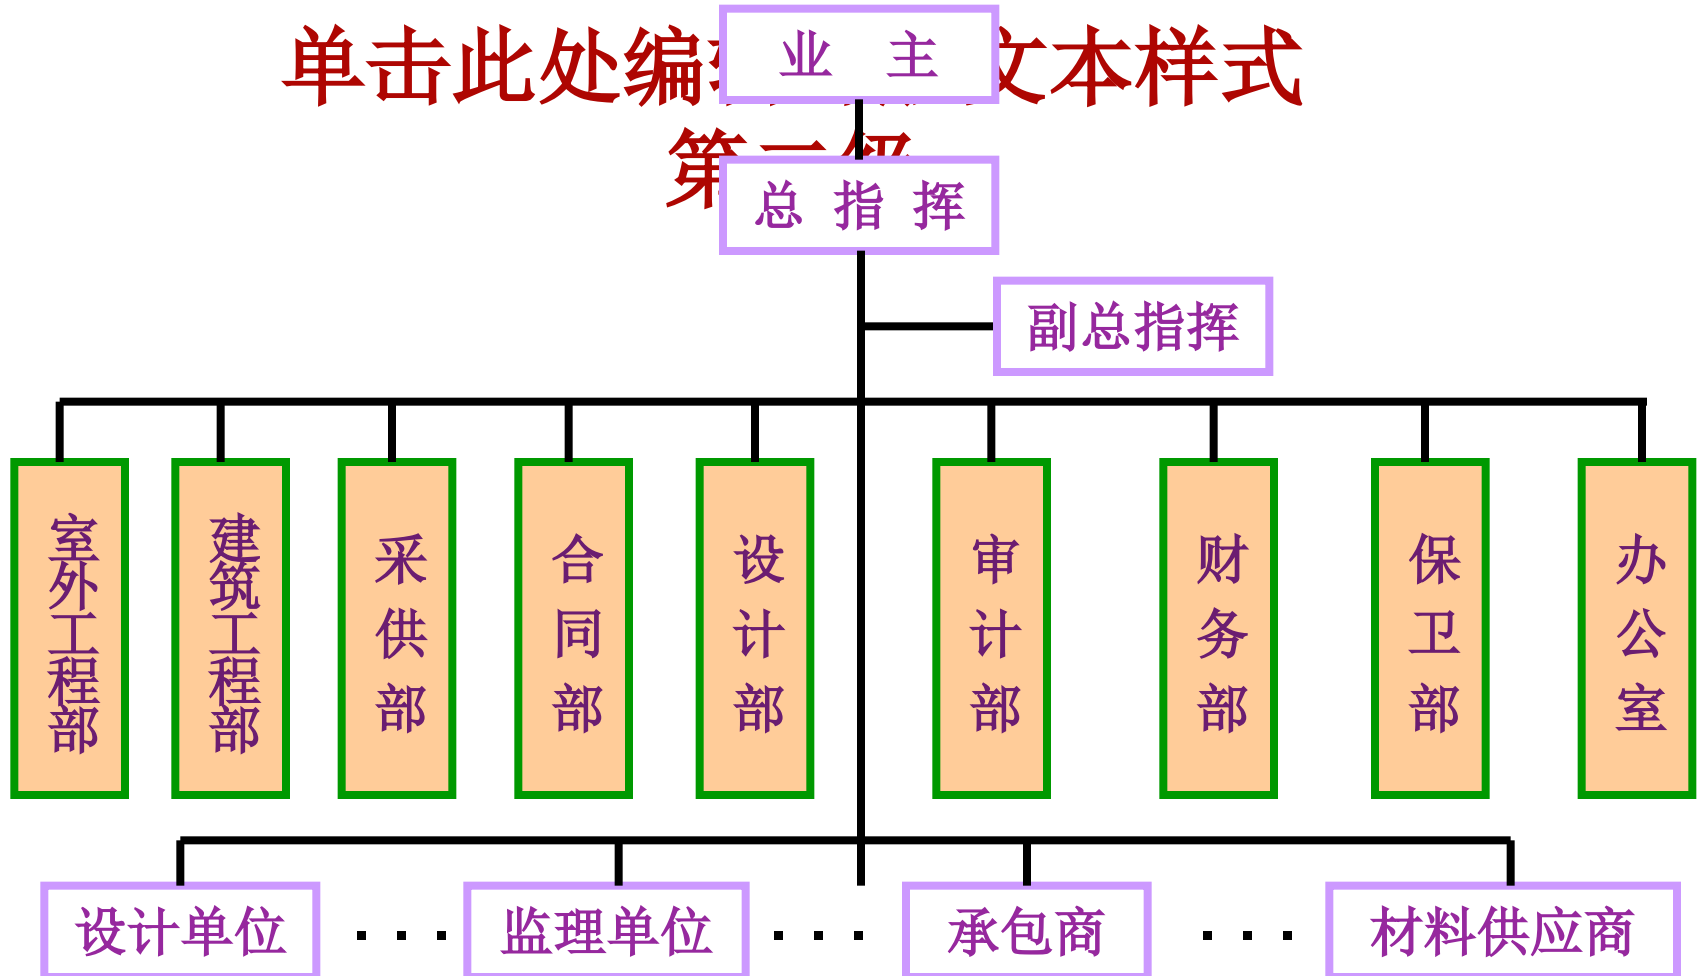 单击此处编 文本样式
第二级
业 主
总 指 挥
副总指挥
室外工程部
建筑工程部
采供部
合同部
设计部
审计部
财务部
保卫部
办公室
设计单位 ... 监理单位 ... 承包商 ... 材料供应商